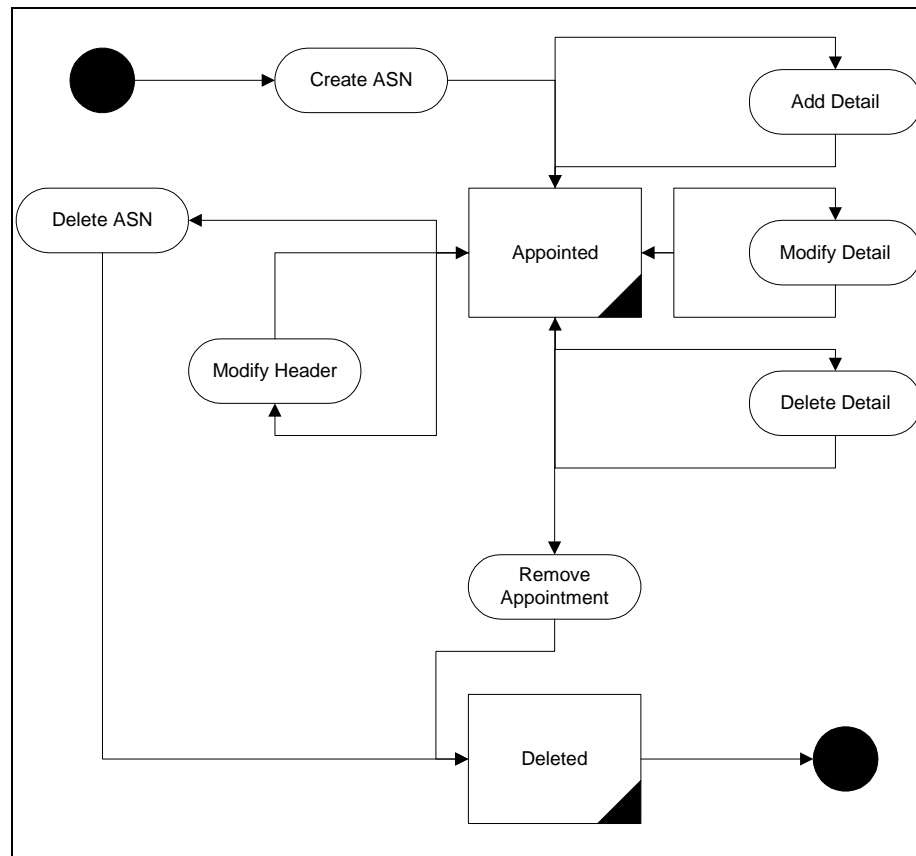 Create ASN
Add Detail
Delete ASN
Appointed
Modify Detail
Modify Header
Delete Detail
Remove
Appointment
Deleted